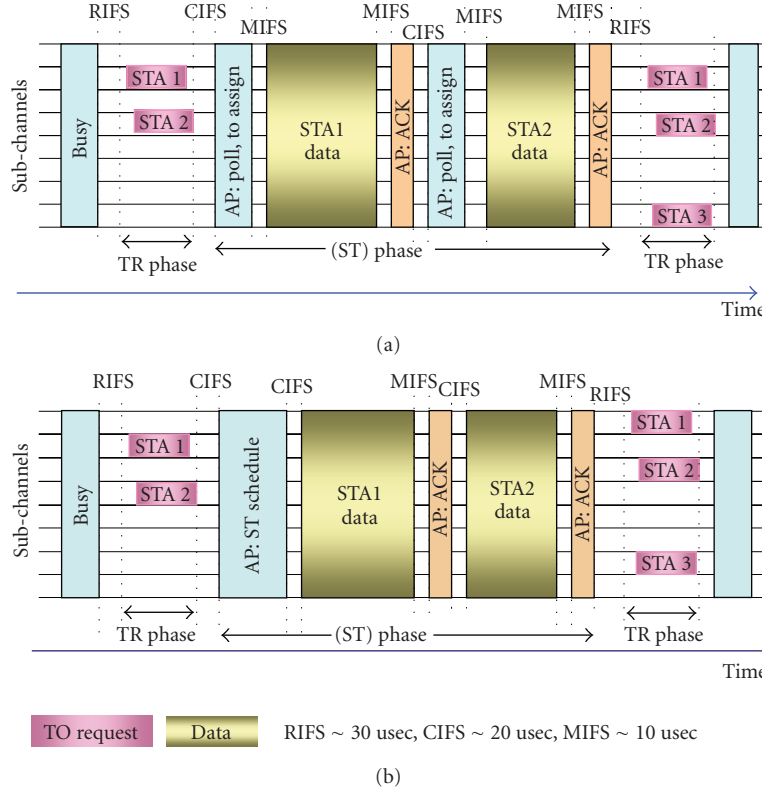 RIFS
CIFS
MIFS
MIFS
CIFS
MIFS
MIFS
RIFS
Sub-channels
Busy
STA 1
STA 2
AP: poll, to assign
STA1
data
AP: ACK
AP: poll, to assign
STA2
data
AP: ACK
STA 1
STA 2
STA 3
TR phase
(ST) phase
TR phase
Time
(a)
RIFS
CIFS
CIFS
MIFS
CIFS
MIFS
RIFS
Sub-channels
Busy
STA 1
STA 2
AP: ST schedule
STA1
data
AP: ACK
STA2
data
AP: ACK
STA 1
STA 2
STA 3
TR phase
(ST) phase
TR phase
Time
TO request
Data
RIFS ~ 30 usec, CIFS ~ 20 usec, MIFS ~ 10 usec
(b)